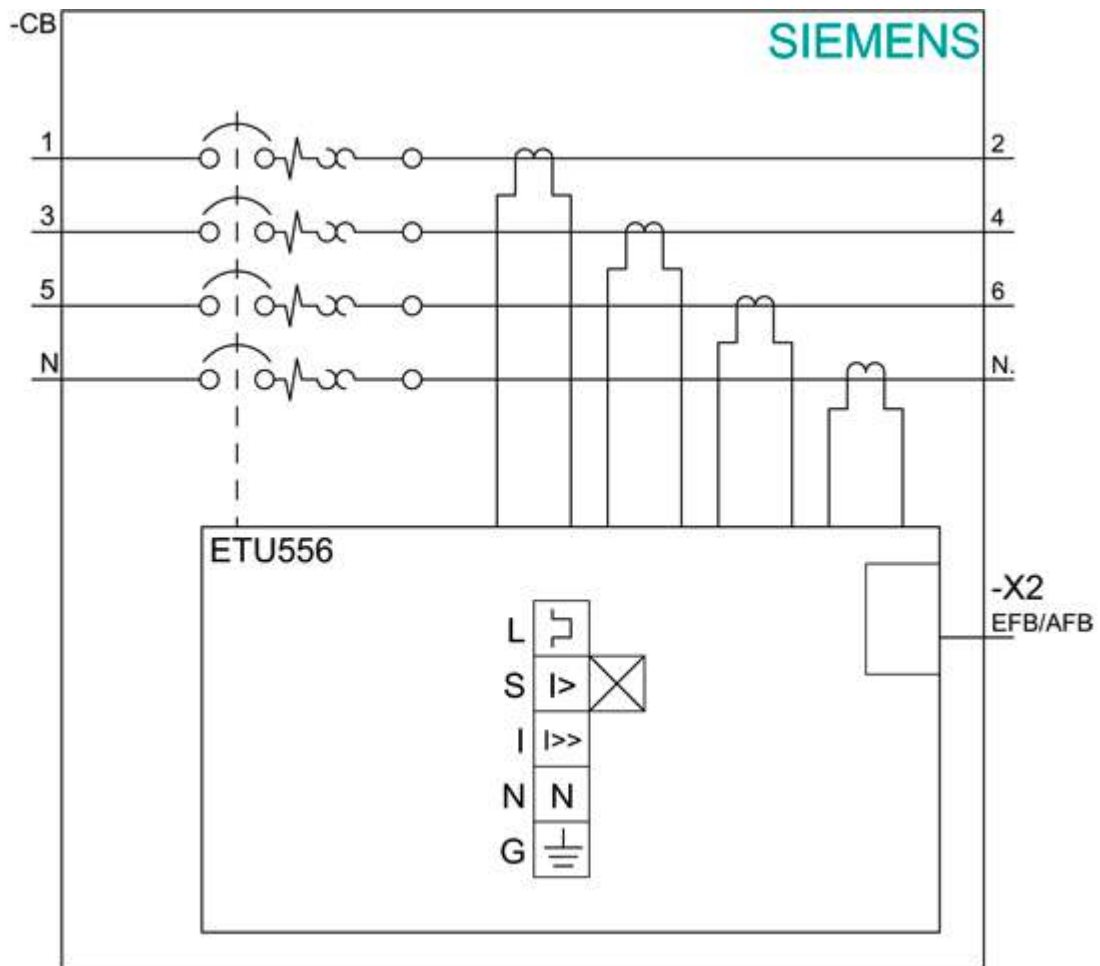 -CB
SIEMENS
1
2
3
4
5
6
N
N.
ETU556
-X2
EFB/AFB
L
S I>
I I>>
N N
G